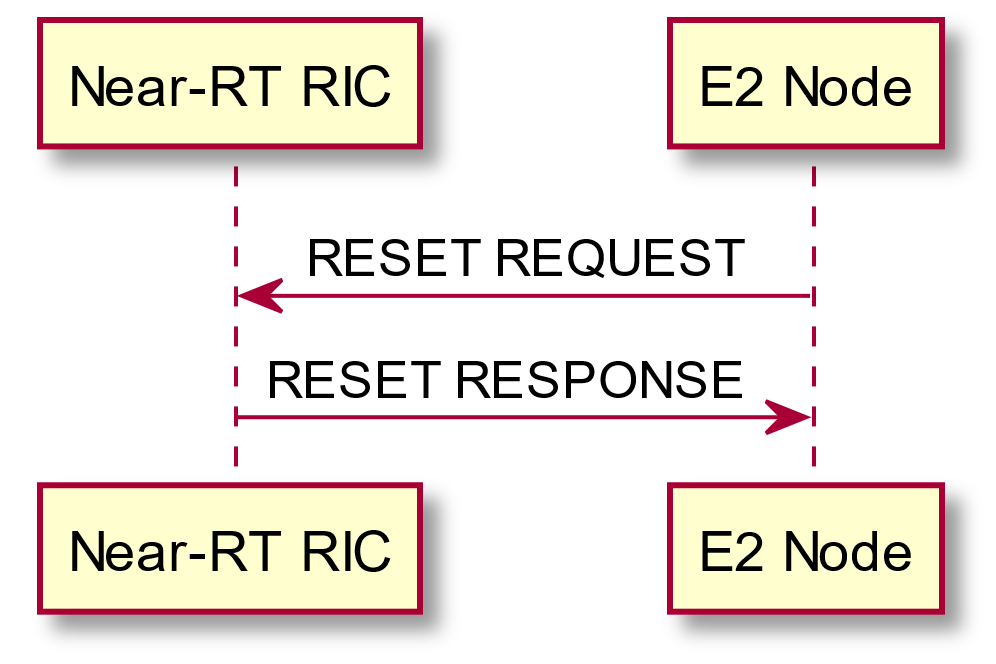 Near-RT RIC
E2 Node
RESET REQUEST
RESET RESPONSE
Near-RT RIC
E2 Node